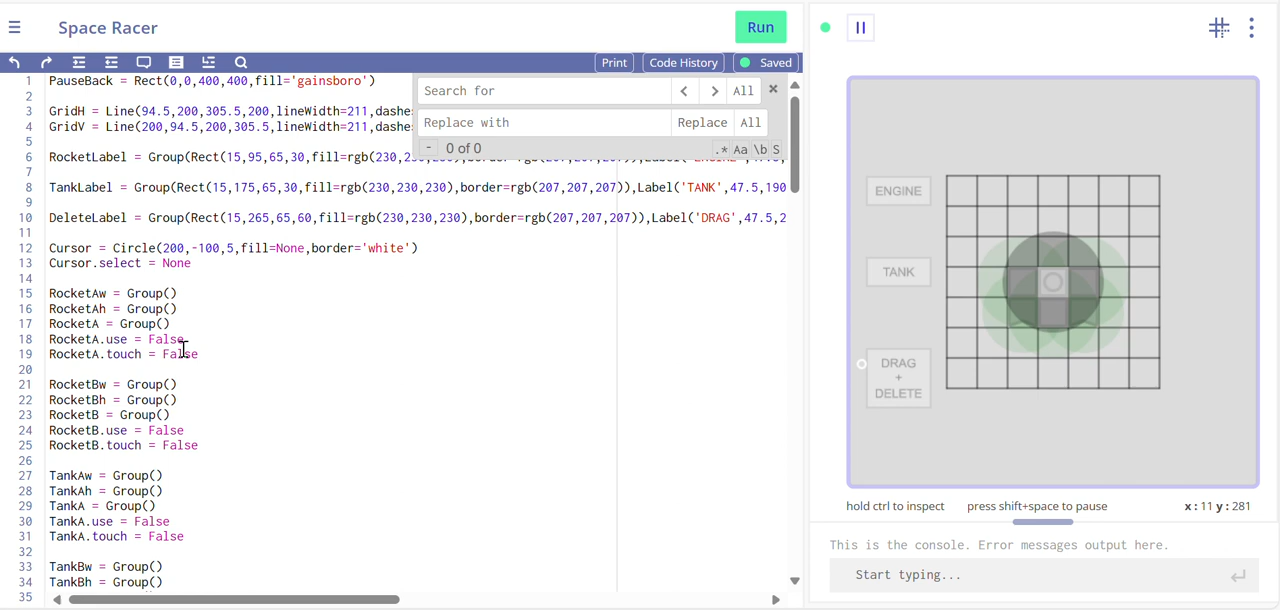 Space Racer
Run
Print
Code History
Saved
1 PauseBack = Rect(0,0,400,400,fill='gainsboro')
2
3 GridH = Line(94.5,200,305.5,200,lineWidth=211,dashe
4 GridV = Line(200,94.5,200,305.5,lineWidth=211,dashe
5
6 RocketLabel = Group(Rect(15,95,65,30,fill=rgb(230,
7
8 TankLabel = Group(Rect(15,175,65,30,fill=rgb(230,230,230),border=rgb(207,207,207)),Label('TANK',47.5,190
9
10 DeleteLabel = Group(Rect(15,265,65,60,fill=rgb(230,230,230),border=rgb(207,207,207)),Label('DRAG',47.5,2
11
12 Cursor = Circle(200,-100,5,fill=None,border='white')
13 Cursor.select = None
14
15 RocketAw = Group()
16 RocketAh = Group()
17 RocketA = Group()
18 RocketA.use = False
19 RocketA.touch = False
20
21 RocketBw = Group()
22 RocketBh = Group()
23 RocketB = Group()
24 RocketB.use = False
25 RocketB.touch = False
26
27 TankAw = Group()
28 TankAh = Group()
29 TankA = Group()
30 TankA.use = False
31 TankA.touch = False
32
33 TankBw = Group()
34 TankBh = Group()
35
Search for
All
Replace with
Replace
All
- 0 of 0
.* Aa \b S
ENGINE
TANK
DRAG
+
DELETE
hold ctrl to inspect
press shift+space to pause
x: 11 y: 281
This is the console. Error messages output here.
Start typing...